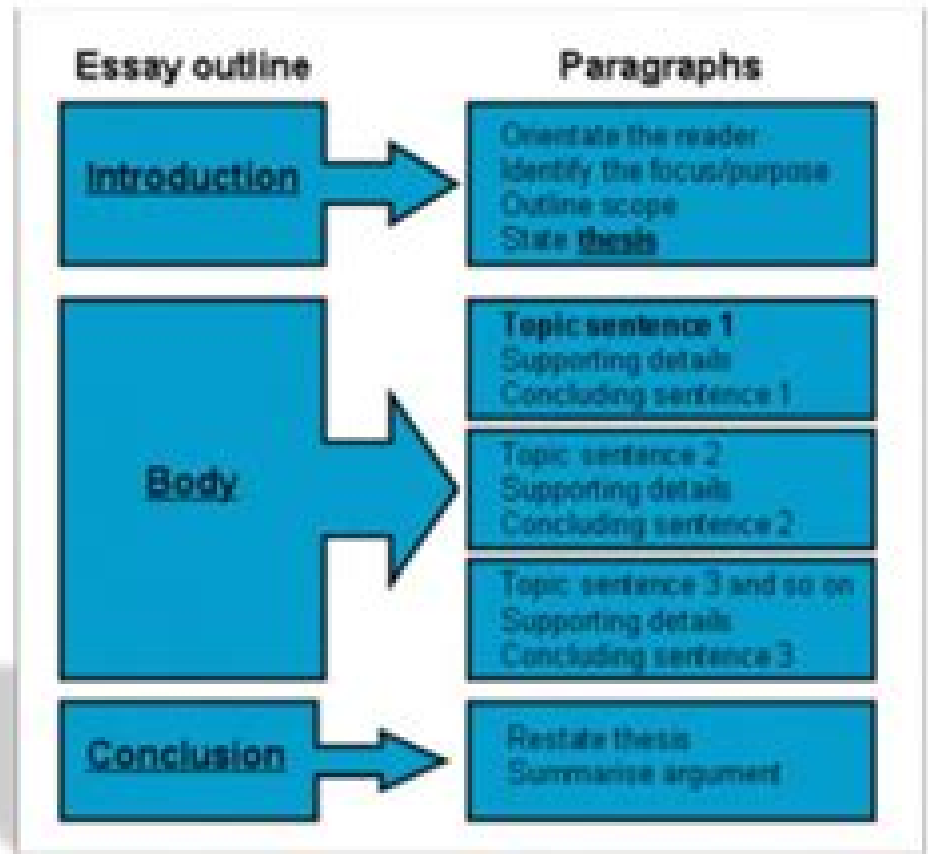 Essay outline
Paragraphs
Introduction
Orientate the reader
Identify the focus/purpose
Outline scope
State thesis
Body
Topic sentence 1
Supporting details
Concluding sentence 1
Topic sentence 2
Supporting details
Concluding sentence 2
Topic sentence 3 and so on
Supporting details
Concluding sentence 3
Conclusion
Restate thesis
Summarise argument